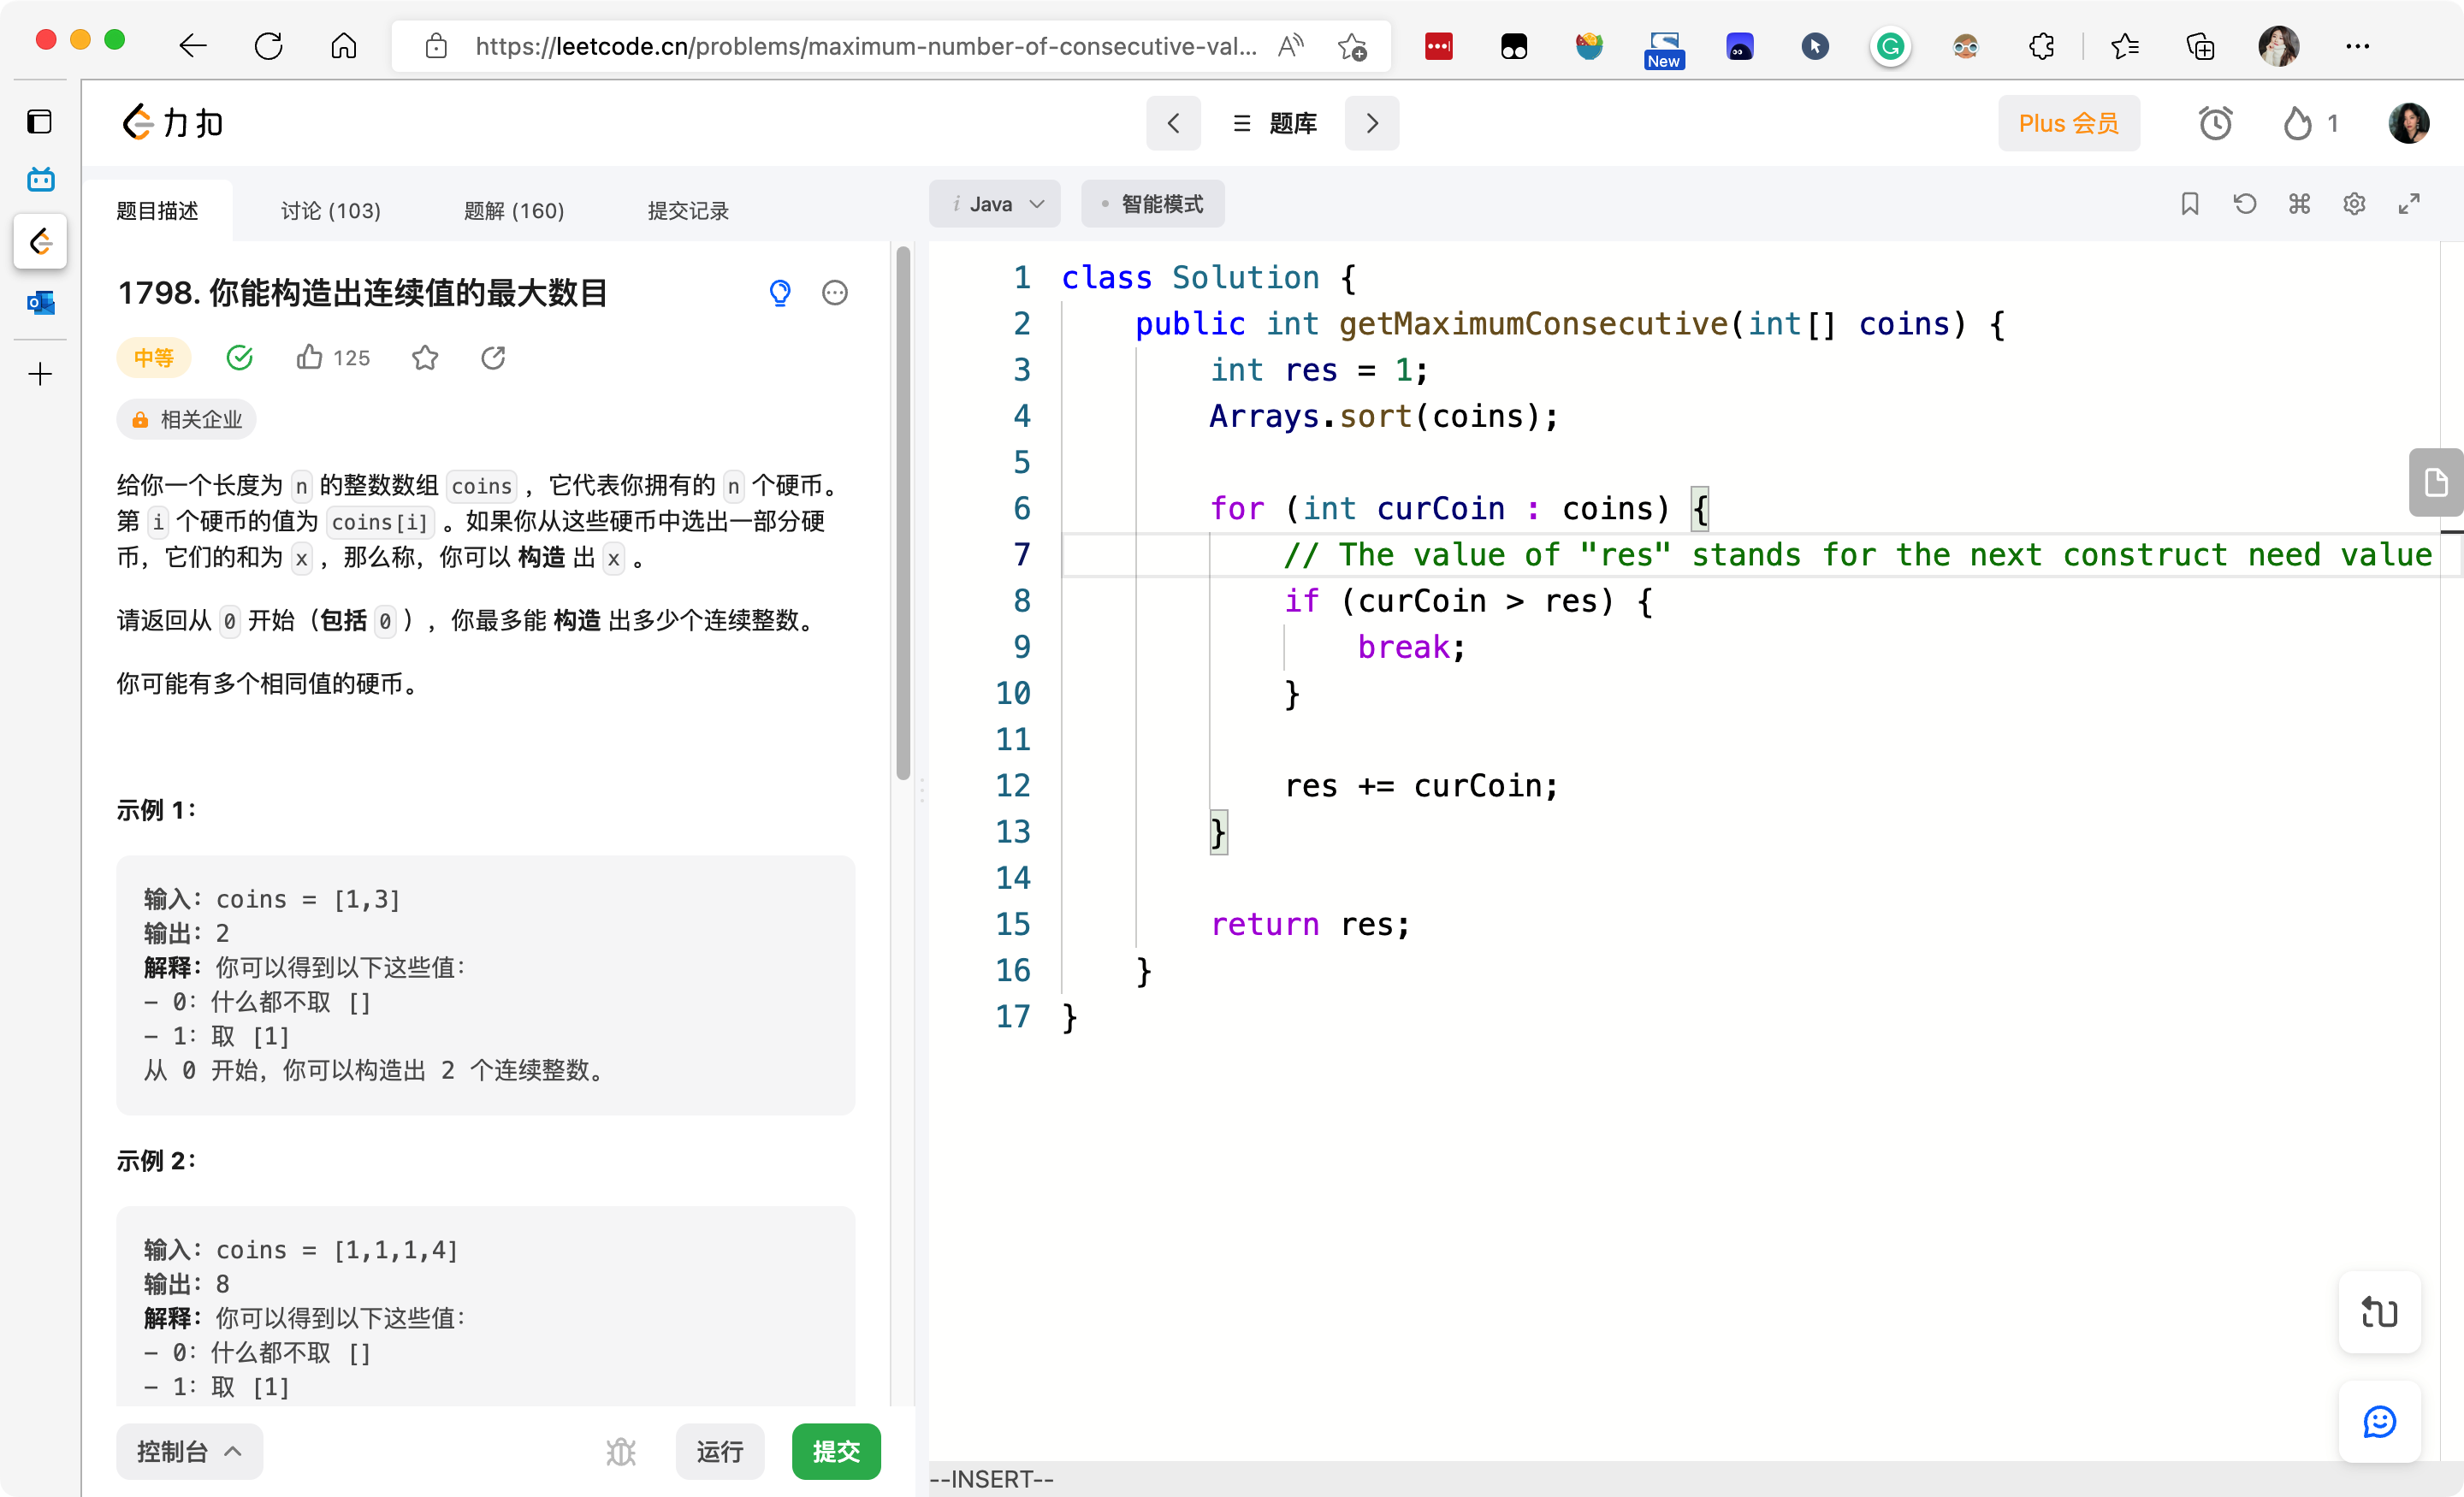 https://leetcode.cn/problems/maximum-number-of-consecutive-val...
New
力扣
题库
Plus 会员
1
题目描述
讨论 (103)
题解 (160)
提交记录
i Java
智能模式
1798. 你能构造出连续值的最大数目
中等
125
相关企业
给你一个长度为 n 的整数数组 coins ，它代表你拥有的 n 个硬币。
第 i 个硬币的值为 coins[i] 。如果你从这些硬币中选出一部分硬
币，它们的和为 x ，那么称，你可以 构造 出 x 。
请返回从 0 开始（包括 0 ），你最多能 构造 出多少个连续整数。
你可能有多个相同值的硬币。
示例 1：
输入：coins = [1,3]
输出：2
解释：你可以得到以下这些值：
- 0：什么都不取 []
- 1：取 [1]
从 0 开始，你可以构造出 2 个连续整数。
示例 2：
输入：coins = [1,1,1,4]
输出：8
解释：你可以得到以下这些值：
- 0：什么都不取 []
- 1：取 [1]
控制台
运行
提交
1 class Solution {
2     public int getMaximumConsecutive(int[] coins) {
3         int res = 1;
4         Arrays.sort(coins);
5
6         for (int curCoin : coins) {
7             // The value of "res" stands for the next construct need value
8             if (curCoin > res) {
9                 break;
10             }
11
12             res += curCoin;
13         }
14
15         return res;
16     }
17 }
--INSERT--